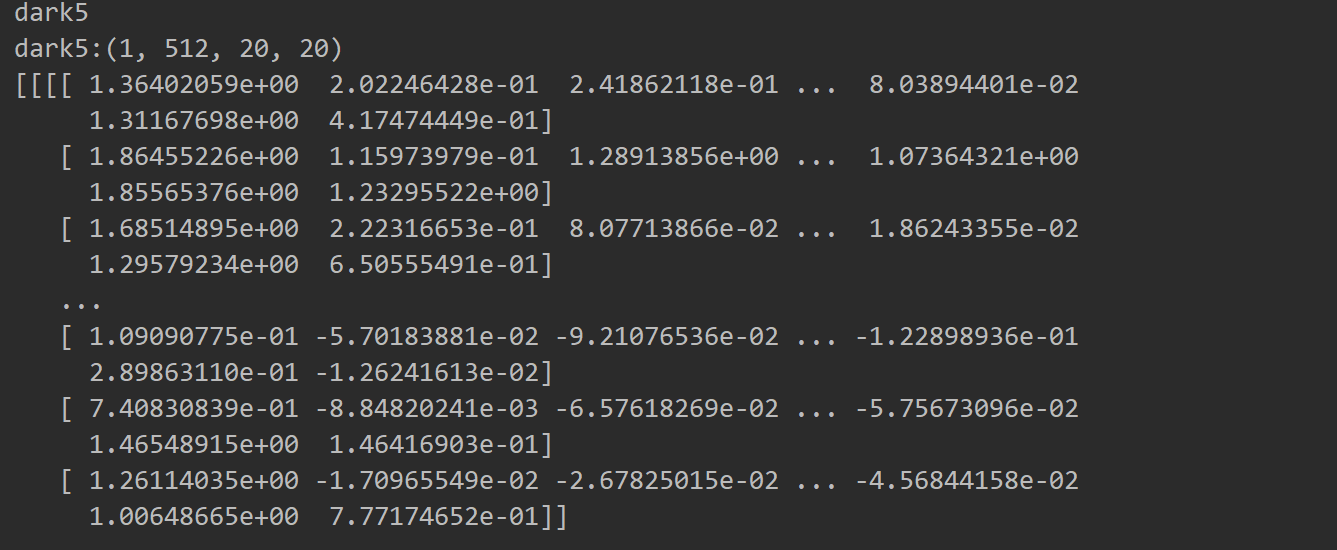 dark5
dark5:(1, 512, 20, 20)
[[[[ 1.36402059e+00  2.02246428e-01  2.41862118e-01 ...  8.03894401e-02
     1.31167698e+00  4.17474449e-01]
   [ 1.86455226e+00  1.15973979e-01  1.28913856e+00 ...  1.07364321e+00
     1.85565376e+00  1.23295522e+00]
   [ 1.68514895e+00  2.22316653e-01  8.07713866e-02 ...  1.86243355e-02
     1.29579234e+00  6.50555491e-01]
   ...
   [ 1.09090775e-01 -5.70183881e-02 -9.21076536e-02 ... -1.22898936e-01
     2.89863110e-01 -1.26241613e-02]
   [ 7.40830839e-01 -8.84820241e-03 -6.57618269e-02 ... -5.75673096e-02
     1.46548915e+00  1.46416903e-01]
   [ 1.26114035e+00 -1.70965549e-02 -2.67825015e-02 ... -4.56844158e-02
     1.00648665e+00  7.77174652e-01]]